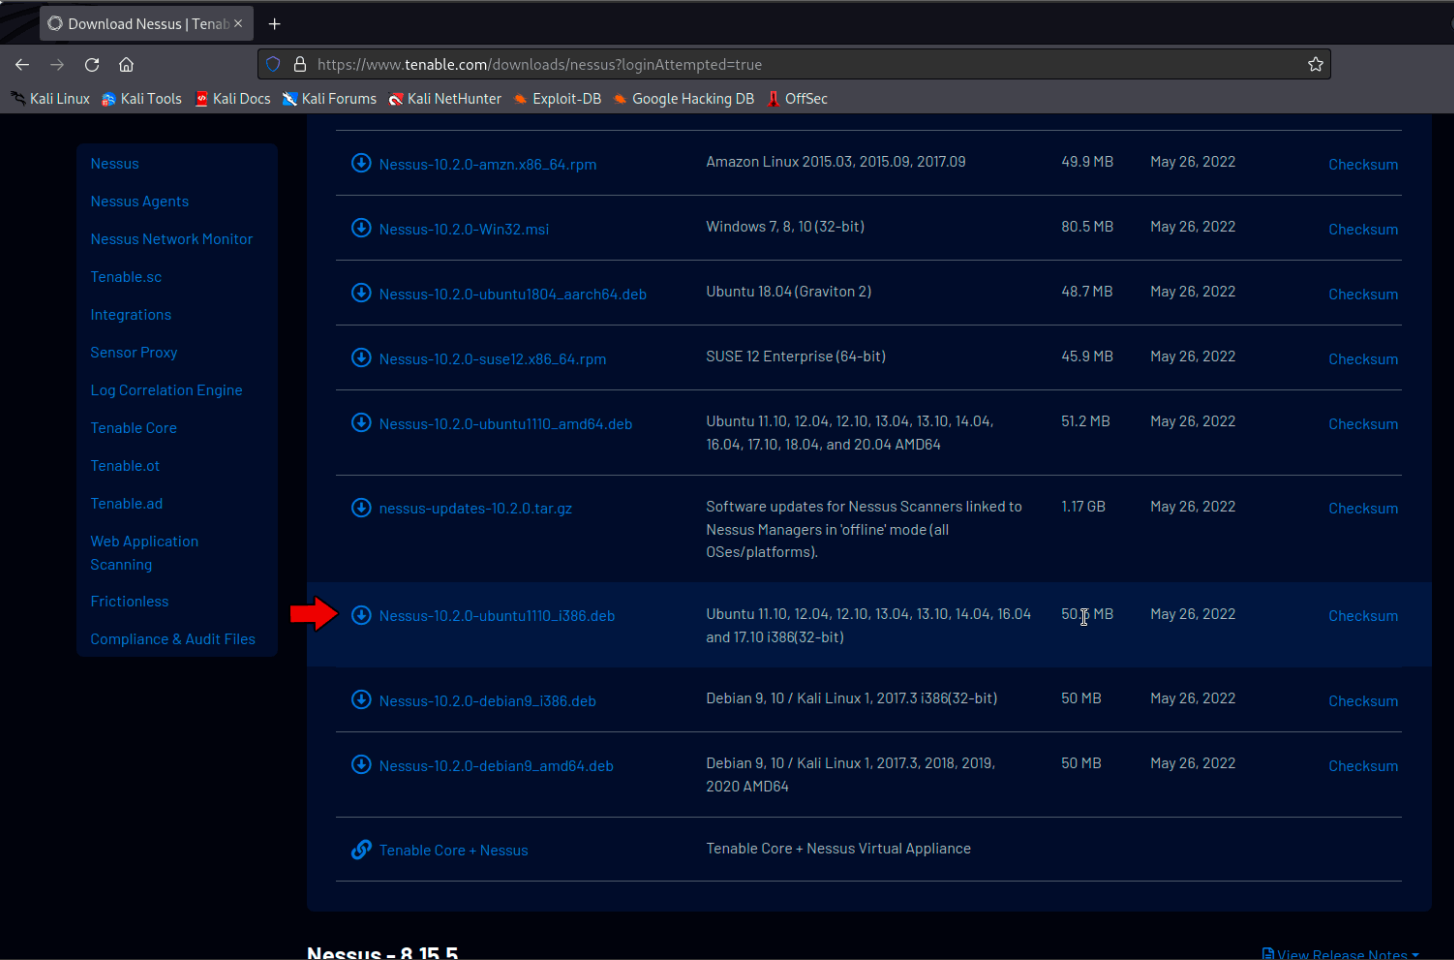 Download Nessus | Tenab
https://www.tenable.com/downloads/nessus?loginAttempted=true
Kali Linux Kali Tools Kali Docs Kali Forums Kali NetHunter Exploit-DB Google Hacking DB OffSec
Nessus
Nessus Agents
Nessus Network Monitor
Tenable.sc
Integrations
Sensor Proxy
Log Correlation Engine
Tenable Core
Tenable.ot
Tenable.ad
Web Application
Scanning
Frictionless
Compliance & Audit Files
Nessus-10.2.0-amzn.x86_64.rpm Amazon Linux 2015.03, 2015.09, 2017.09 49.9 MB May 26, 2022 Checksum
Nessus-10.2.0-Win32.msi Windows 7, 8, 10 (32-bit) 80.5 MB May 26, 2022 Checksum
Nessus-10.2.0-ubuntu1804_aarch64.deb Ubuntu 18.04 (Graviton 2) 48.7 MB May 26, 2022 Checksum
Nessus-10.2.0-suse12.x86_64.rpm SUSE 12 Enterprise (64-bit) 45.9 MB May 26, 2022 Checksum
Nessus-10.2.0-ubuntu1110_amd64.deb Ubuntu 11.10, 12.04, 12.10, 13.04, 13.10, 14.04, 51.2 MB May 26, 2022 Checksum
16.04, 17.10, 18.04, and 20.04 AMD64
nessus-updates-10.2.0.tar.gz Software updates for Nessus Scanners linked to 1.17 GB May 26, 2022 Checksum
Nessus Managers in 'offline' mode (all
OSes/platforms).
Nessus-10.2.0-ubuntu1110_i386.deb Ubuntu 11.10, 12.04, 12.10, 13.04, 13.10, 14.04, 16.04 MB May 26, 2022 Checksum
and 17.10 i386(32-bit)
Nessus-10.2.0-debian9_i386.deb Debian 9, 10 / Kali Linux 1, 2017.3 i386(32-bit) 50 MB May 26, 2022 Checksum
Nessus-10.2.0-debian9_amd64.deb Debian 9, 10 / Kali Linux 1, 2017.3, 2018, 2019, 50 MB May 26, 2022 Checksum
2020 AMD64
Tenable Core + Nessus Tenable Core + Nessus Virtual Appliance
Nessus - 8.15.5 View Release Notes